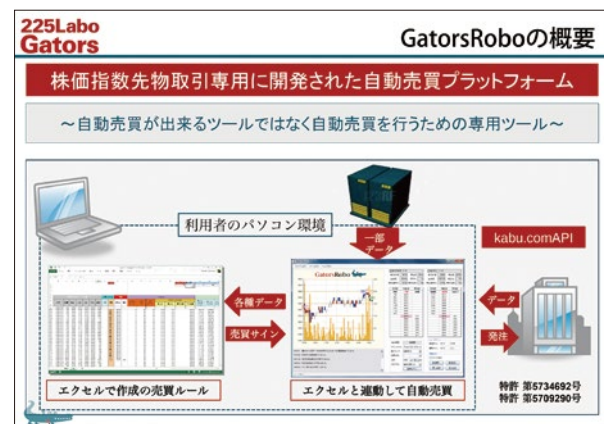 225Labo
Gators
GatorsRoboの概要
株価指数先物取引専用に開発された自動売買プラットフォーム
～自動売買が出来るツールではなく自動売買を行うための専用ツール～
利用者のパソコン環境
一部
データ
kabu.comAPI
GatorsRobo
各種データ
売買サイン
データ
発注
エクセルで作成の売買ルール
エクセルと連動して自動売買
特許 第5734692号
特許 第5709290号